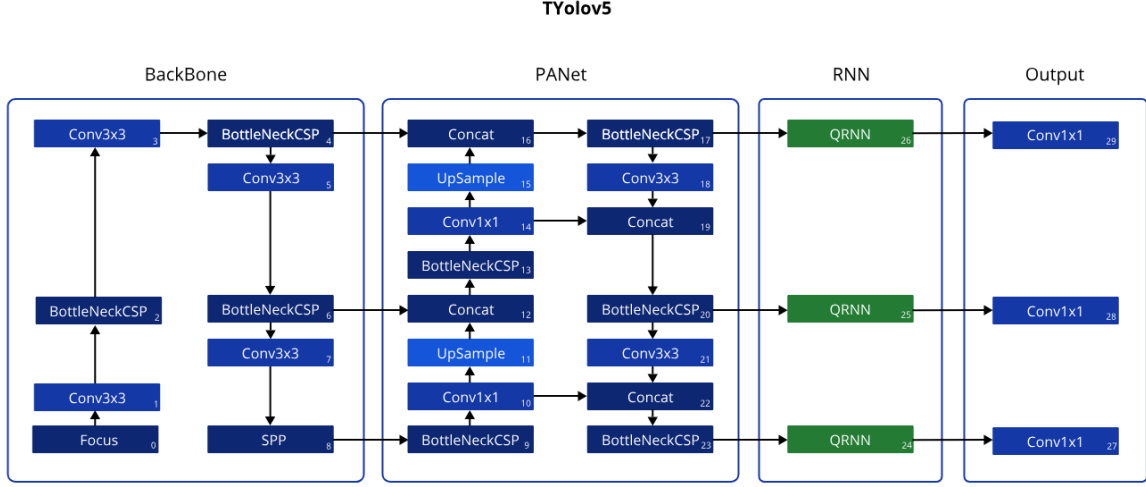 TYolov5
BackBone
PANet
RNN
Output
Conv3x3 3
BottleNeckCSP 4
Concat 16
BottleNeckCSP 17
QRNN 26
Conv1x1 29
Conv3x3 5
UpSample 15
Conv3x3 18
Conv1x1 14
Concat 19
BottleNeckCSP 13
BottleNeckCSP 2
BottleNeckCSP 6
Concat 12
BottleNeckCSP 20
QRNN 25
Conv1x1 28
Conv3x3 7
UpSample 11
Conv3x3 21
Conv3x3 1
Conv1x1 10
Concat 22
Focus 0
SPP 8
BottleNeckCSP 9
BottleNeckCSP 23
QRNN 24
Conv1x1 27